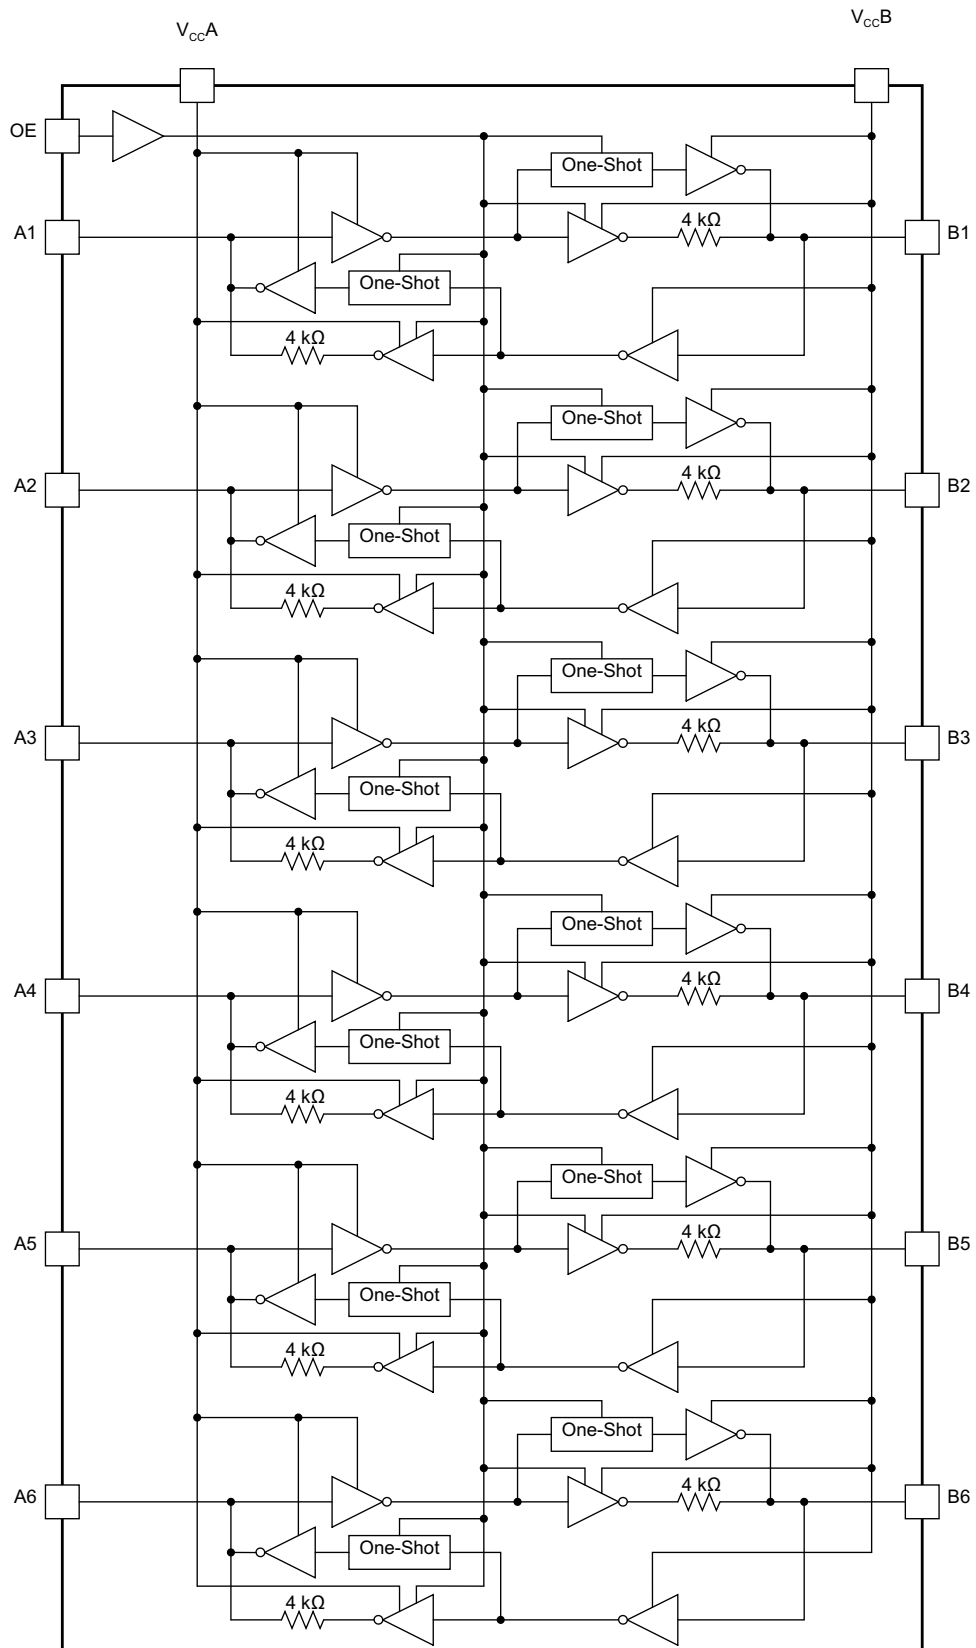 V_CCA
V_CCB
OE
One-Shot
4 kΩ
A1
B1
One-Shot
4 kΩ
One-Shot
4 kΩ
A2
B2
One-Shot
4 kΩ
One-Shot
4 kΩ
A3
B3
One-Shot
4 kΩ
One-Shot
4 kΩ
A4
B4
One-Shot
4 kΩ
One-Shot
4 kΩ
A5
B5
One-Shot
4 kΩ
One-Shot
4 kΩ
A6
B6
One-Shot
4 kΩ